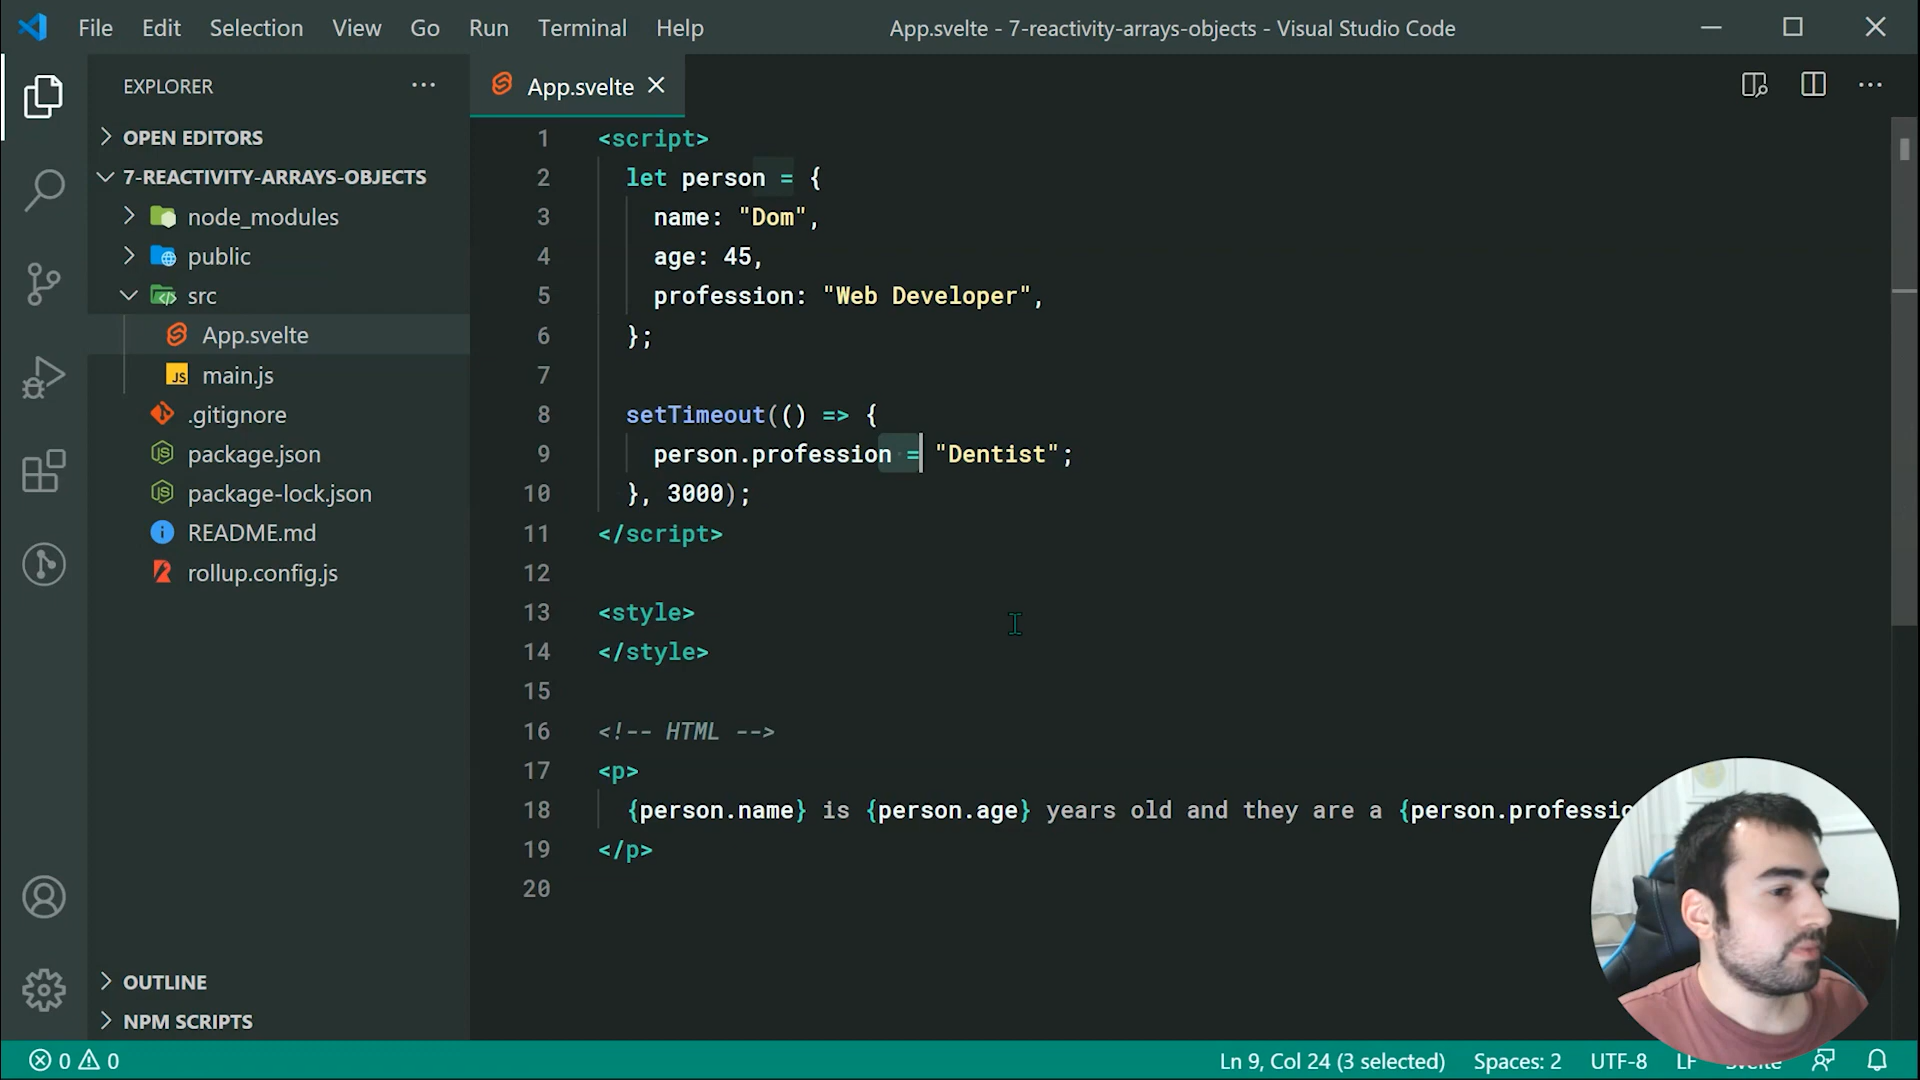 File Edit Selection View Go Run Terminal Help
App.svelte - 7-reactivity-arrays-objects - Visual Studio Code
EXPLORER
OPEN EDITORS
7-REACTIVITY-ARRAYS-OBJECTS
node_modules
public
src
App.svelte
JS main.js
.gitignore
package.json
package-lock.json
README.md
rollup.config.js
OUTLINE
NPM SCRIPTS
App.svelte
1 <script>
2 let person = {
3 name: "Dom",
4 age: 45,
5 profession: "Web Developer",
6 };
7
8 setTimeout(() => {
9 person.profession = "Dentist";
10 }, 3000);
11 </script>
12
13 <style>
14 </style>
15
16 <!-- HTML -->
17 <p>
18 {person.name} is {person.age} years old and they are a {person.professio
19 </p>
20
0 0
Ln 9, Col 24 (3 selected) Spaces: 2 UTF-8 LF Svelte